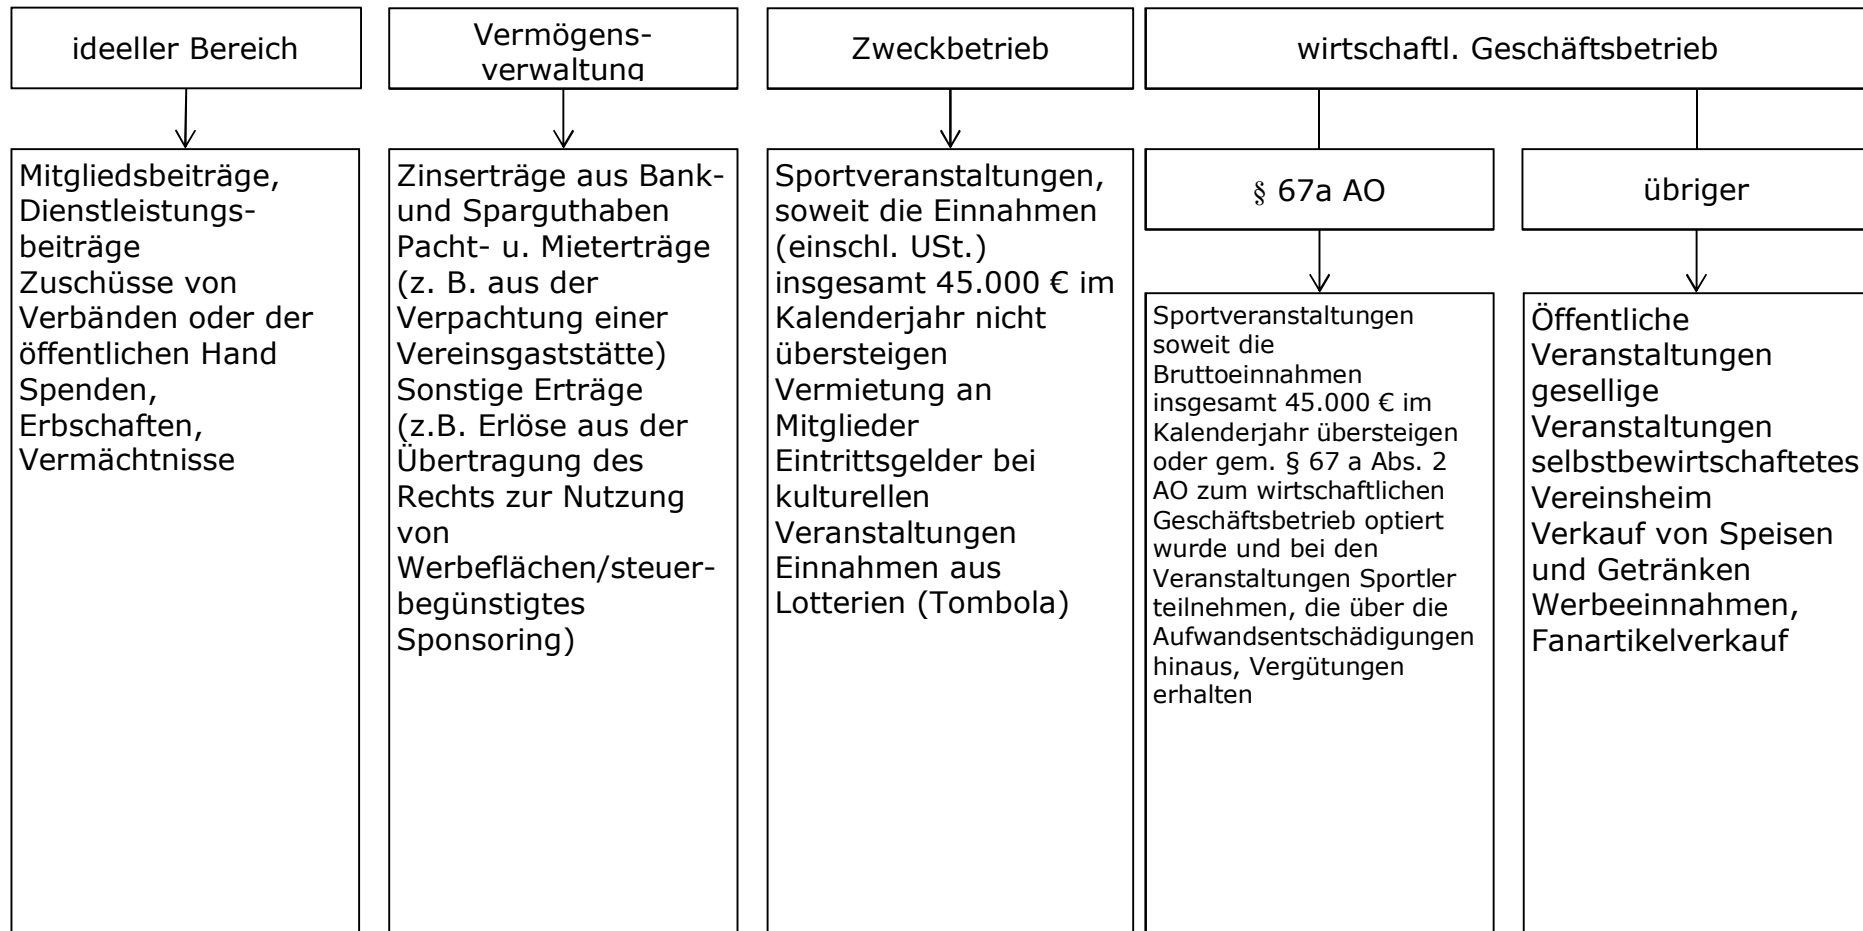 ideeller Bereich
Vermögens-
verwaltung
Zweckbetrieb
wirtschaftl. Geschäftsbetrieb
Mitgliedsbeiträge,
Dienstleistungs-
beiträge
Zuschüsse von
Verbänden oder der
öffentlichen Hand
Spenden,
Erbschaften,
Vermächtnisse
Zinserträge aus Bank-
und Sparguthaben
Pacht- u. Mieterträge
(z. B. aus der
Verpachtung einer
Vereinsgaststätte)
Sonstige Erträge
(z.B. Erlöse aus der
Übertragung des
Rechts zur Nutzung
von
Werbeflächen/steuer-
begünstigtes
Sponsoring)
Sportveranstaltungen,
soweit die Einnahmen
(einschl. USt.)
insgesamt 45.000 € im
Kalenderjahr nicht
übersteigen
Vermietung an
Mitglieder
Eintrittsgelder bei
kulturellen
Veranstaltungen
Einnahmen aus
Lotterien (Tombola)
§ 67a AO
Sportveranstaltungen
soweit die
Bruttoeinnahmen
insgesamt 45.000 € im
Kalenderjahr übersteigen
oder gem. § 67 a Abs. 2
AO zum wirtschaftlichen
Geschäftsbetrieb optiert
wurde und bei den
Veranstaltungen Sportler
teilnehmen, die über die
Aufwandsentschädigungen
hinaus, Vergütungen
erhalten
übriger
Öffentliche
Veranstaltungen
gesellige
Veranstaltungen
selbstbewirtschaftetes
Vereinsheim
Verkauf von Speisen
und Getränken
Werbeeinnahmen,
Fanartikelverkauf